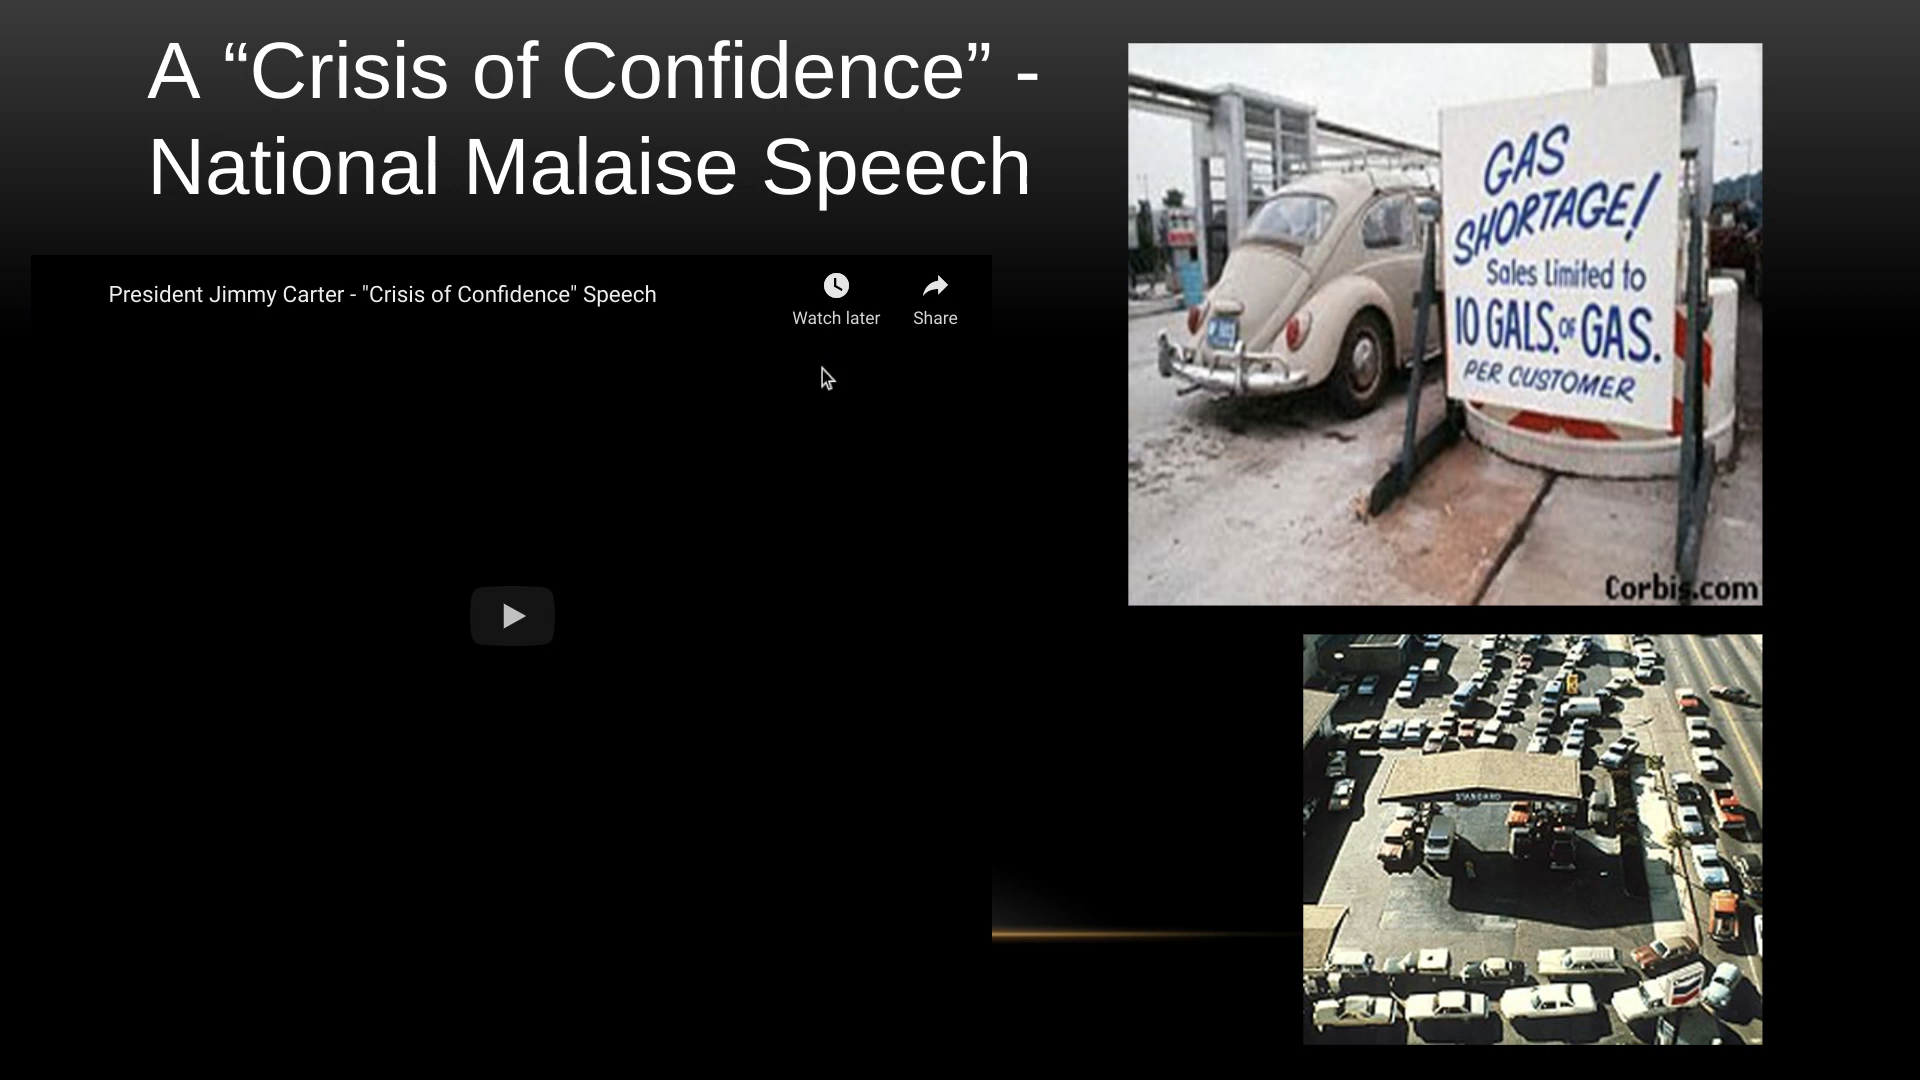 A “Crisis of Confidence” -
National Malaise Speech
President Jimmy Carter - "Crisis of Confidence" Speech
Watch later
Share
GAS
SHORTAGE!
Sales Limited to
10 GALS. OF GAS.
PER CUSTOMER
Corbis.com
STANDARD